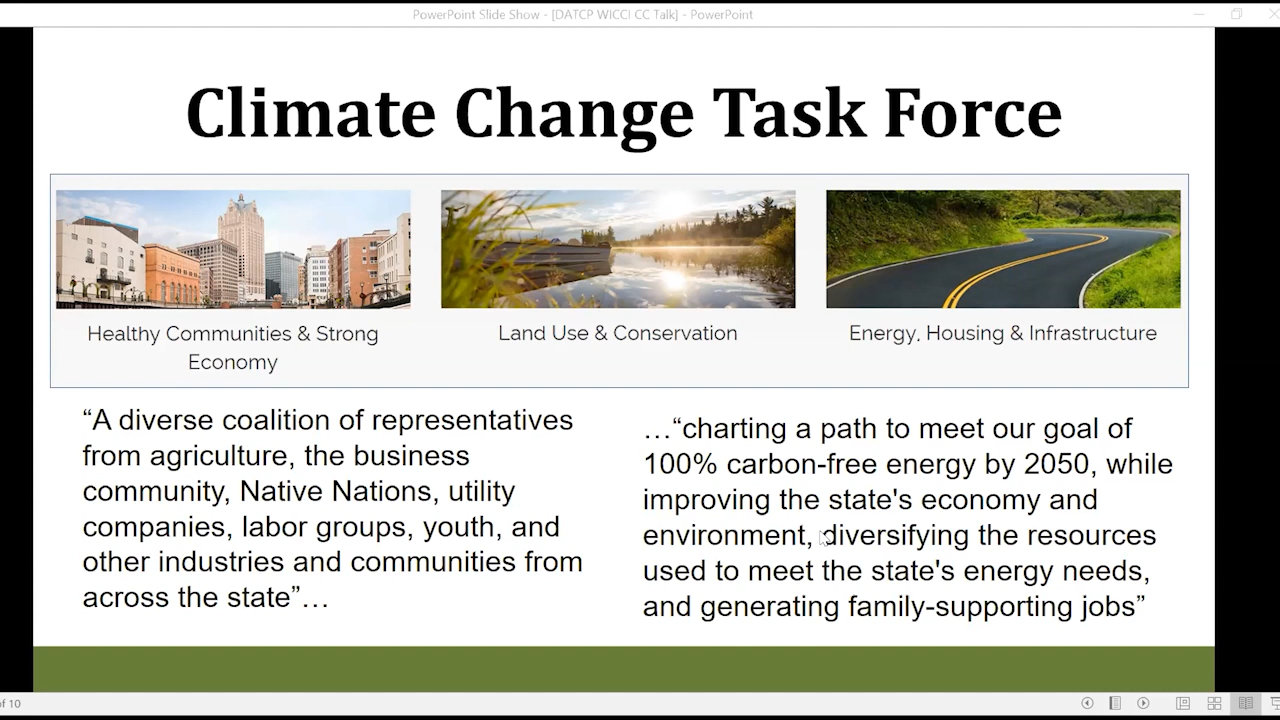 PowerPoint Slide Show - [DATCP WICCI CC Talk] - PowerPoint
Climate Change Task Force
Healthy Communities & Strong
Economy
Land Use & Conservation
Energy, Housing & Infrastructure
“A diverse coalition of representatives
from agriculture, the business
community, Native Nations, utility
companies, labor groups, youth, and
other industries and communities from
across the state”…
…“charting a path to meet our goal of
100% carbon-free energy by 2050, while
improving the state's economy and
environment, diversifying the resources
used to meet the state's energy needs,
and generating family-supporting jobs”
of 10